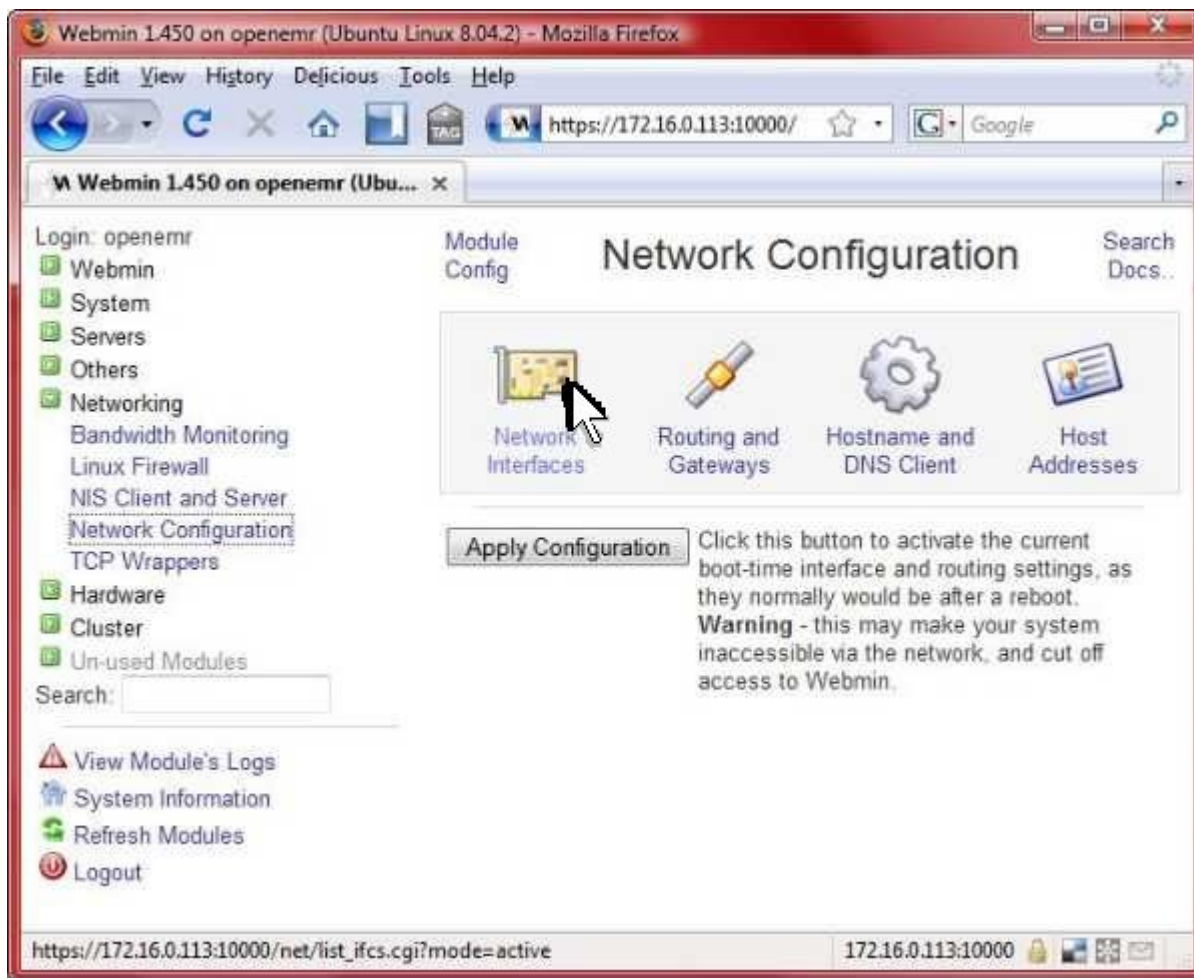 Webmin 1.450 on openemr (Ubuntu Linux 8.04.2) - Mozilla Firefox
File Edit View History Delicious Tools Help
TAG https://172.16.0.113:10000/ G Google
Webmin 1.450 on openemr (Ubu...
Login: openemr
Webmin
System
Servers
Others
Networking
Bandwidth Monitoring
Linux Firewall
NIS Client and Server
Network Configuration
TCP Wrappers
Hardware
Cluster
Un-used Modules
Search:
View Module's Logs
System Information
Refresh Modules
Logout
Module
Config
Network Configuration
Search
Docs..
Network
Interfaces
Routing and
Gateways
Hostname and
DNS Client
Host
Addresses
Apply Configuration
Click this button to activate the current
boot-time interface and routing settings, as
they normally would be after a reboot.
Warning - this may make your system
inaccessible via the network, and cut off
access to Webmin.
https://172.16.0.113:10000/net/list_ifcs.cgi?mode=active 172.16.0.113:10000